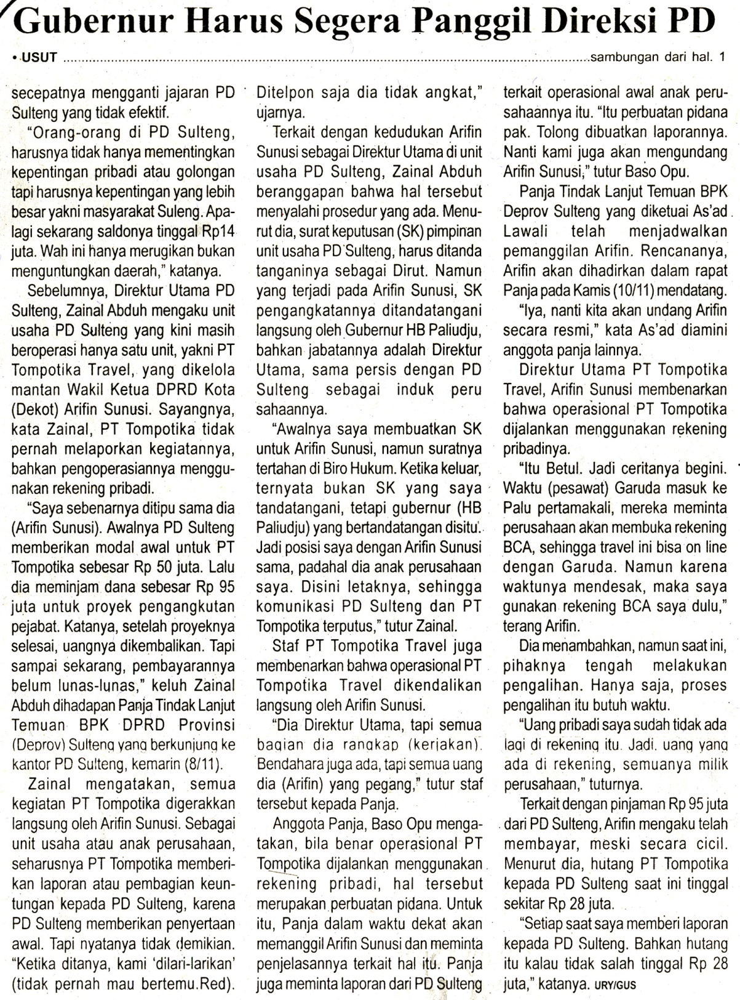 Gubernur Harus Segera Panggil Direksi PD
• USUT ...sambungan dari hal. 1
secepatnya mengganti jajaran PD
Sulteng yang tidak efektif.
“Orang-orang di PD Sulteng,
harusnya tidak hanya mementingkan
kepentingan pribadi atau golongan
tapi harusnya kepentingan yang lebih
besar yakni masyarakat Suleng. Apa-
lagi sekarang saldonya tinggal Rp14
juta. Wah ini hanya merugikan bukan
menguntungkan daerah,” katanya.
Sebelumnya, Direktur Utama PD
Sulteng, Zainal Abduh mengaku unit
usaha PD Sulteng yang kini masih
beroperasi hanya satu unit, yakni PT
Tompotika Travel, yang dikelola
mantan Wakil Ketua DPRD Kota
(Dekot) Arifin Sunusi. Sayangnya,
kata Zainal, PT Tompotika tidak
pernah melaporkan kegiatannya,
bahkan pengoperasiannya menggu-
nakan rekening pribadi.
“Saya sebenarnya ditipu sama dia
(Arifin Sunusi). Awalnya PD Sulteng
memberikan modal awal untuk PT
Tompotika sebesar Rp 50 juta. Lalu
dia meminjam dana sebesar Rp 95
juta untuk proyek pengangkutan
pejabat. Katanya, setelah proyeknya
selesai, uangnya dikembalikan. Tapi
sampai sekarang, pembayarannya
belum lunas-lunas,” keluh Zainal
Abduh dihadapan Panja Tindak Lanjut
Temuan BPK DPRD Provinsi
(Deprov) Sulteng yang berkunjung ke
kantor PD Sulteng, kemarin (8/11).
Zainal mengatakan, semua
kegiatan PT Tompotika digerakkan
langsung oleh Arifin Sunusi. Sebagai
unit usaha atau anak perusahaan,
seharusnya PT Tompotika memberi-
kan laporan atau pembagian keun-
tungan kepada PD Sulteng, karena
PD Sulteng memberikan penyertaan
awal. Tapi nyatanya tidak demikian.
“Ketika ditanya, kami ‘dilari-larikan’
(tidak pernah mau bertemu.Red).
Ditelpon saja dia tidak angkat,”
ujarnya.
Terkait dengan kedudukan Arifin
Sunusi sebagai Direktur Utama di unit
usaha PD Sulteng, Zainal Abduh
beranggapan bahwa hal tersebut
menyalahi prosedur yang ada. Menu-
rut dia, surat keputusan (SK) pimpinan
unit usaha PD Sulteng, harus ditanda
tanganinya sebagai Dirut. Namun
yang terjadi pada Arifin Sunusi, SK
pengangkatannya ditandatangani
langsung oleh Gubernur HB Paliudju,
bahkan jabatannya adalah Direktur
Utama, sama persis dengan PD
Sulteng sebagai induk peru
sahaannya.
“Awalnya saya membuatkan SK
untuk Arifin Sunusi, namun suratnya
tertahan di Biro Hukum. Ketika keluar,
ternyata bukan SK yang saya
tandatangani, tetapi gubernur (HB
Paliudju) yang bertandatangan disitu.
Jadi posisi saya dengan Arifin Sunusi
sama, padahal dia anak perusahaan
saya. Disini letaknya, sehingga
komunikasi PD Sulteng dan PT
Tompotika terputus,” tutur Zainal.
Staf PT Tompotika Travel juga
membenarkan bahwa operasional PT
Tompotika Travel dikendalikan
langsung oleh Arifin Sunusi.
“Dia Direktur Utama, tapi semua
bagian dia rangkap (kerjakan).
Bendahara juga ada, tapi semua uang
dia (Arifin) yang pegang,” tutur staf
tersebut kepada Panja.
Anggota Panja, Baso Opu menga-
takan, bila benar operasional PT
Tompotika dijalankan menggunakan
rekening pribadi, hal tersebut
merupakan perbuatan pidana. Untuk
itu, Panja dalam waktu dekat akan
memanggil Arifin Sunusi dan meminta
penjelasannya terkait hal itu. Panja
juga meminta laporan dari PD Sulteng
terkait operasional awal anak peru-
sahaannya itu. “Itu perbuatan pidana
pak. Tolong dibuatkan laporannya.
Nanti kami juga akan mengundang
Arifin Sunusi,” tutur Baso Opu.
Panja Tindak Lanjut Temuan BPK
Deprov Sulteng yang diketuai As’ad
Lawali telah menjadwalkan
pemanggilan Arifin. Rencananya,
Arifin akan dihadirkan dalam rapat
Panja pada Kamis (10/11) mendatang.
“Iya, nanti kita akan undang Arifin
secara resmi,” kata As’ad diamini
anggota panja lainnya.
Direktur Utama PT Tompotika
Travel, Arifin Sunusi membenarkan
bahwa operasional PT Tompotika
dijalankan menggunakan rekening
pribadinya.
“Itu Betul. Jadi ceritanya begini.
Waktu (pesawat) Garuda masuk ke
Palu pertamakali, mereka meminta
perusahaan akan membuka rekening
BCA, sehingga travel ini bisa on line
dengan Garuda. Namun karena
waktunya mendesak, maka saya
gunakan rekening BCA saya dulu,”
terang Arifin.
Dia menambahkan, namun saat ini,
pihaknya tengah melakukan
pengalihan. Hanya saja, proses
pengalihan itu butuh waktu.
“Uang pribadi saya sudah tidak ada
lagi di rekening itu. Jadi. uang yang
ada di rekening, semuanya milik
perusahaan,” tuturnya.
Terkait dengan pinjaman Rp 95 juta
dari PD Sulteng, Arifin mengaku telah
membayar, meski secara cicil.
Menurut dia, hutang PT Tompotika
kepada PD Sulteng saat ini tinggal
sekitar Rp 28 juta.
“Setiap saat saya memberi laporan
kepada PD Sulteng. Bahkan hutang
itu kalau tidak salah tinggal Rp 28
juta,” katanya. URY/GUS